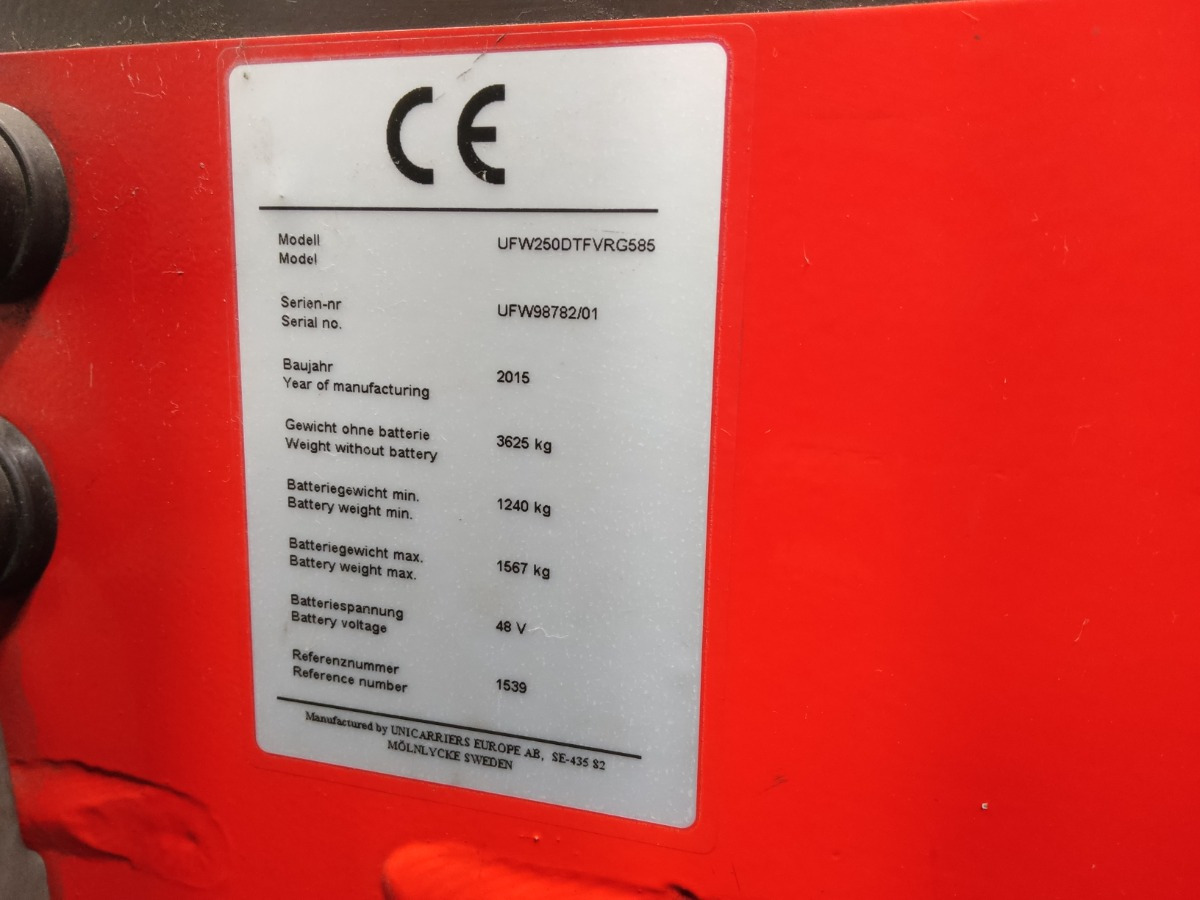 CE
Modell UFW250DTFVRG585
Model
Serien-nr UFW98782/01
Serial no.
Baujahr 2015
Year of manufacturing
Gewicht ohne batterie 3625 kg
Weight without battery
Batteriegewicht min. 1240 kg
Battery weight min.
Batteriegewicht max. 1567 kg
Battery weight max.
Batteriespannung 48 V
Battery voltage
Referenznummer 1539
Reference number
Manufactured by UNICARRIERS EUROPE AB, SE-435 82
MÖLNLYCKE SWEDEN